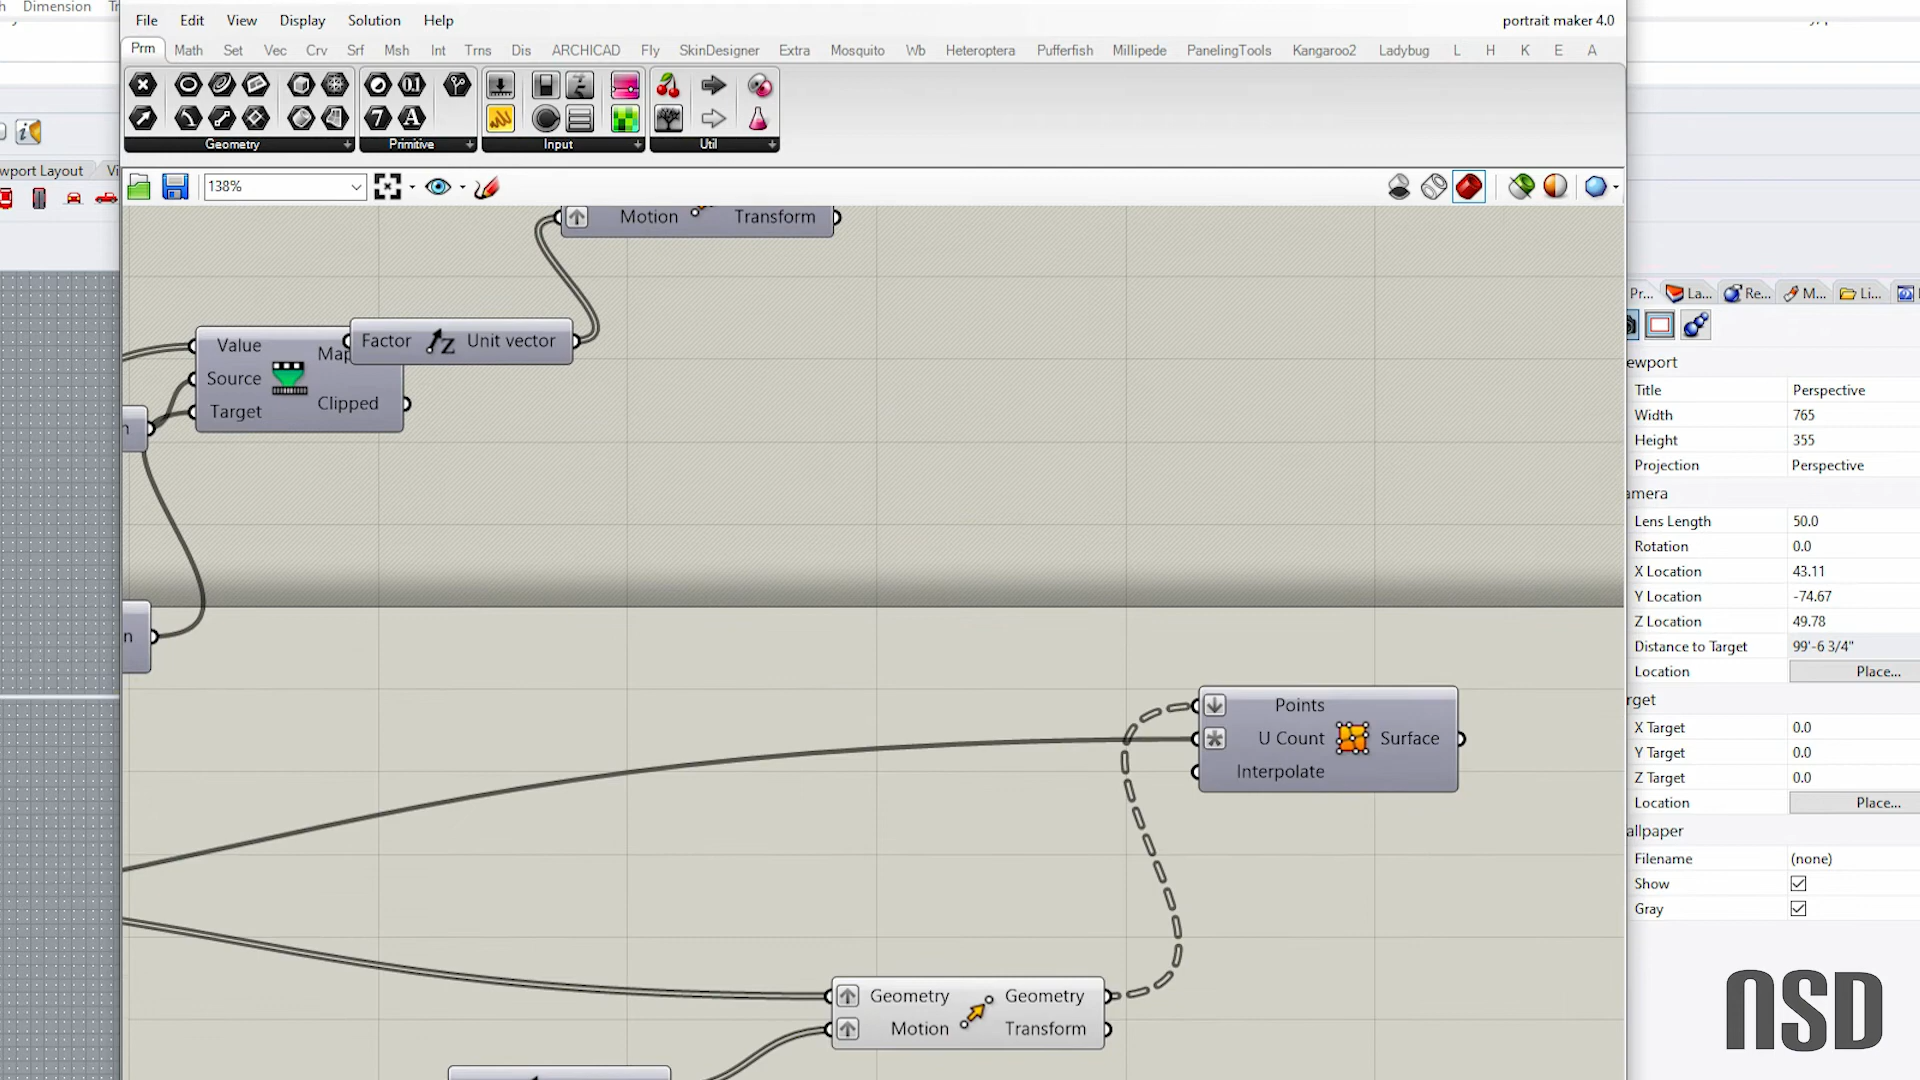 Dimension
File Edit View Display Solution Help portrait maker 4.0
Prm Math Set Vec Crv Srf Msh Int Trns Dis ARCHICAD Fly SkinDesigner Extra Mosquito Wb Heteroptera Pufferfish Millipede PanelingTools Kangaroo2 Ladybug L H K E A
Geometry Primitive Input Util
wport Layout Vi
138%
Pr... La... Re... M... Li...
Motion Transform
Factor Unit vector
Value Map
Source
Target Clipped
n
n
Points
U Count Surface
Interpolate
Geometry Geometry
Motion Transform
ewport
Title Perspective
Width 765
Height 355
Projection Perspective
amera
Lens Length 50.0
Rotation 0.0
X Location 43.11
Y Location -74.67
Z Location 49.78
Distance to Target 99'-6 3/4"
Location Place...
rget
X Target 0.0
Y Target 0.0
Z Target 0.0
Location Place...
allpaper
Filename (none)
Show
Gray
NSD